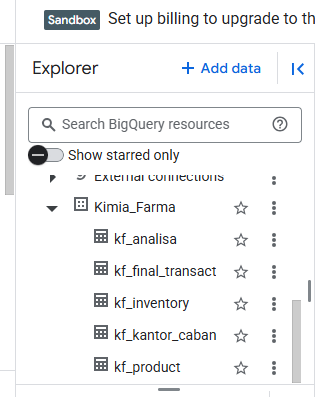 Sandbox Set up billing to upgrade to th
Explorer + Add data
Search BigQuery resources
Show starred only
External connections
Kimia_Farma
kf_analisa
kf_final_transact
kf_inventory
kf_kantor_caban
kf_product